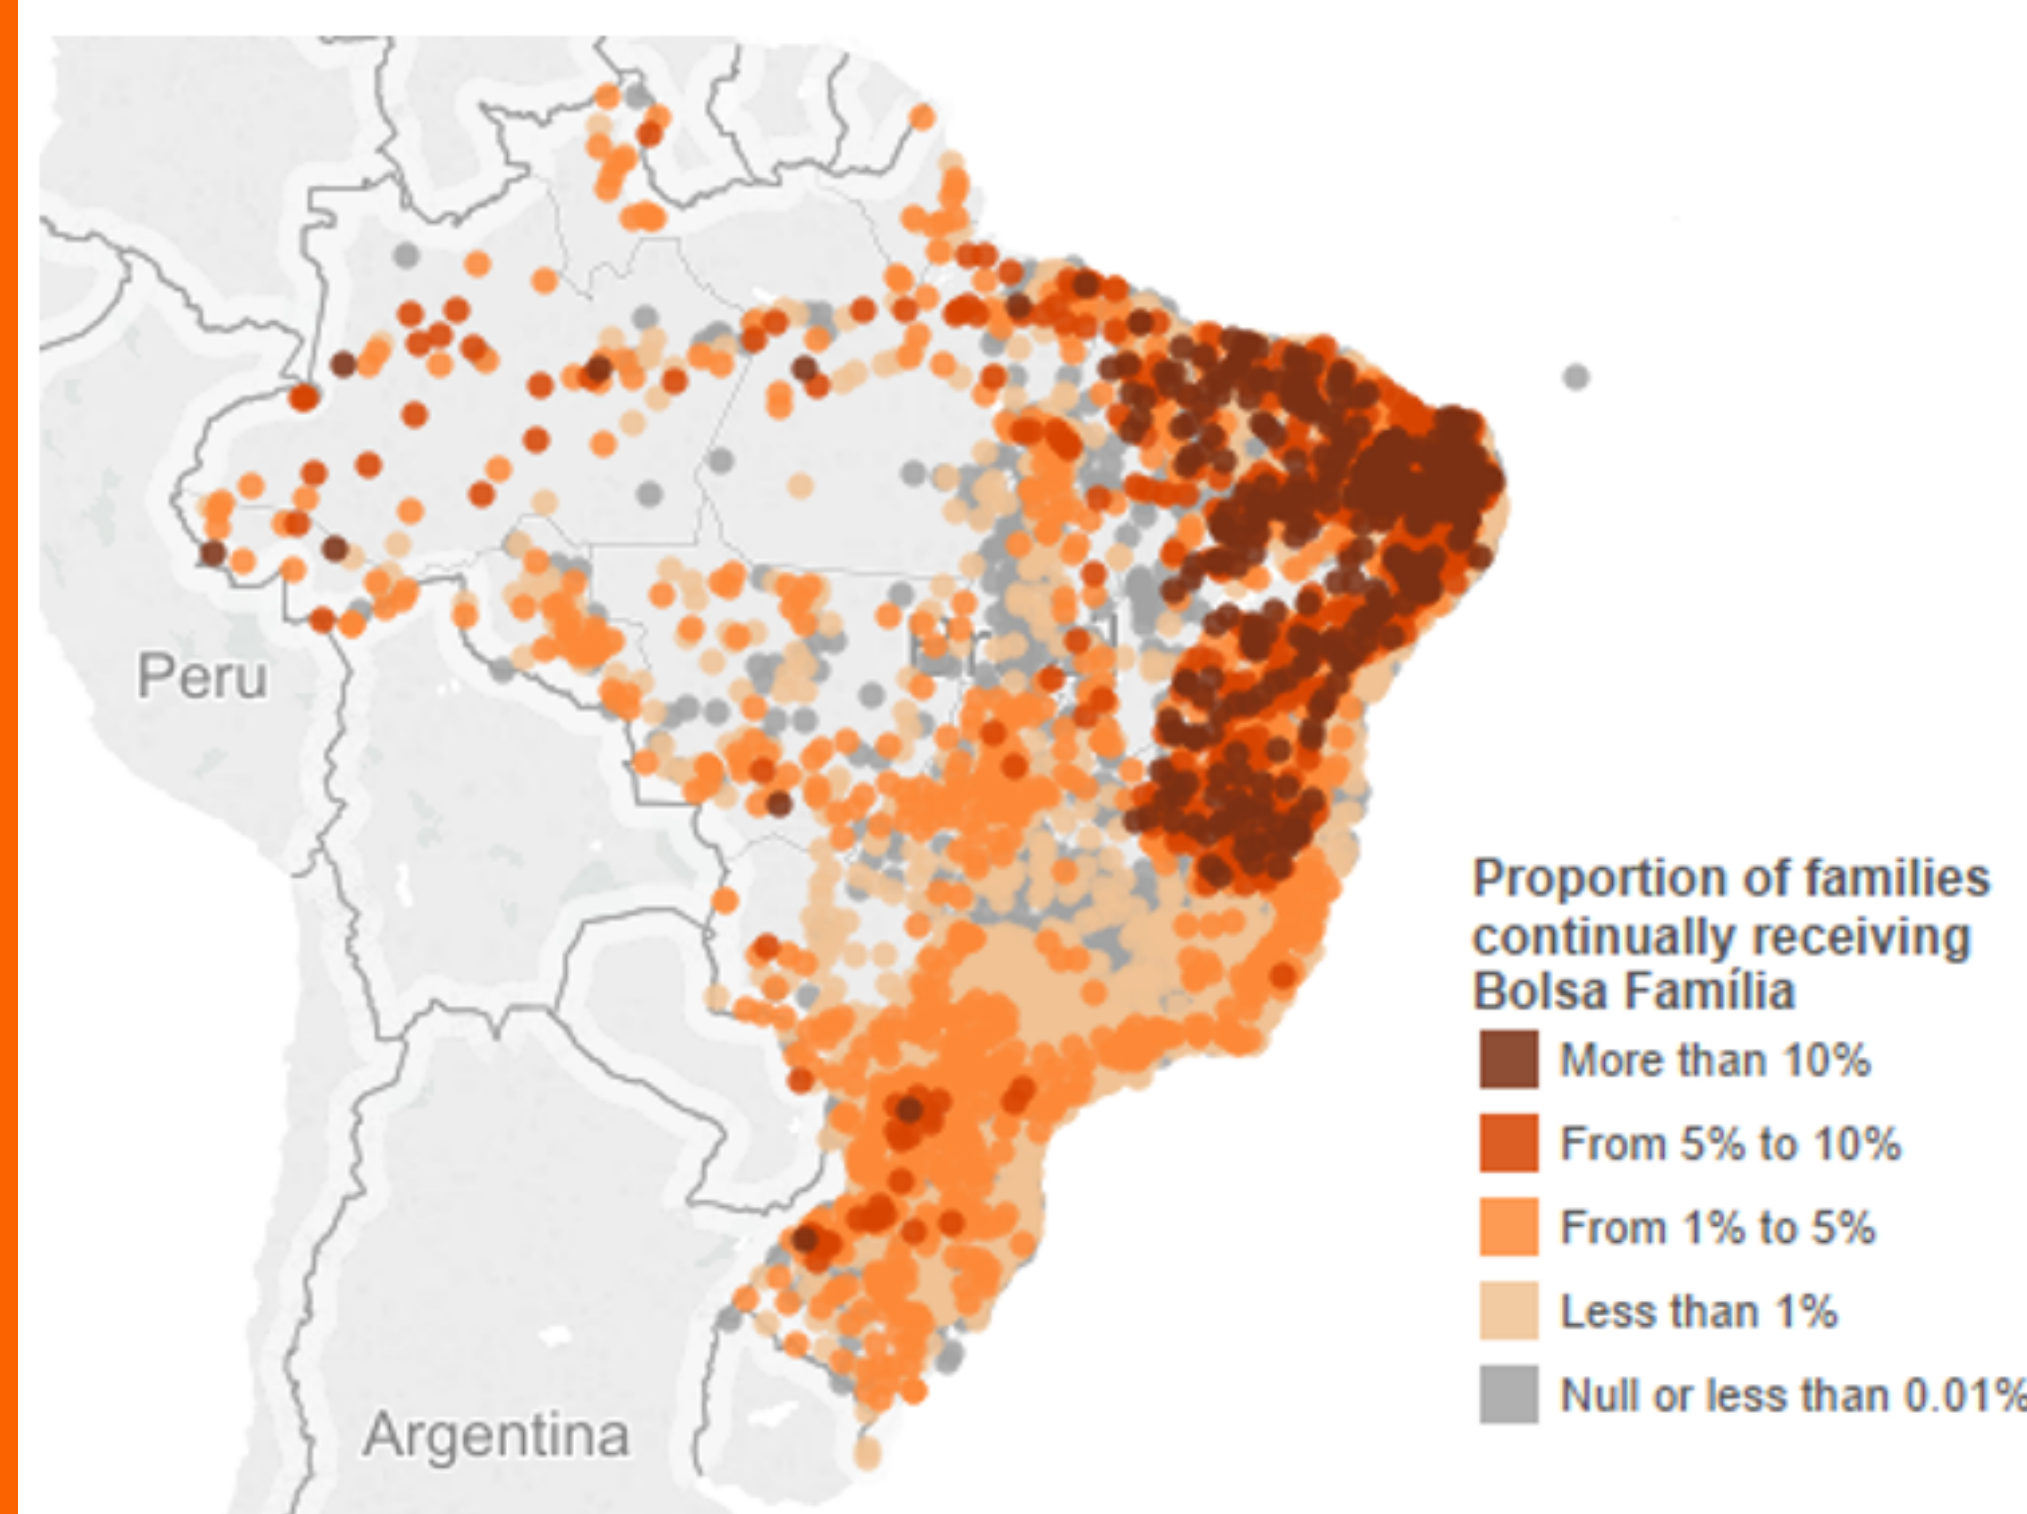 Peru
Argentina
Proportion of families
continually receiving
Bolsa Família
More than 10%
From 5% to 10%
From 1% to 5%
Less than 1%
Null or less than 0.01%